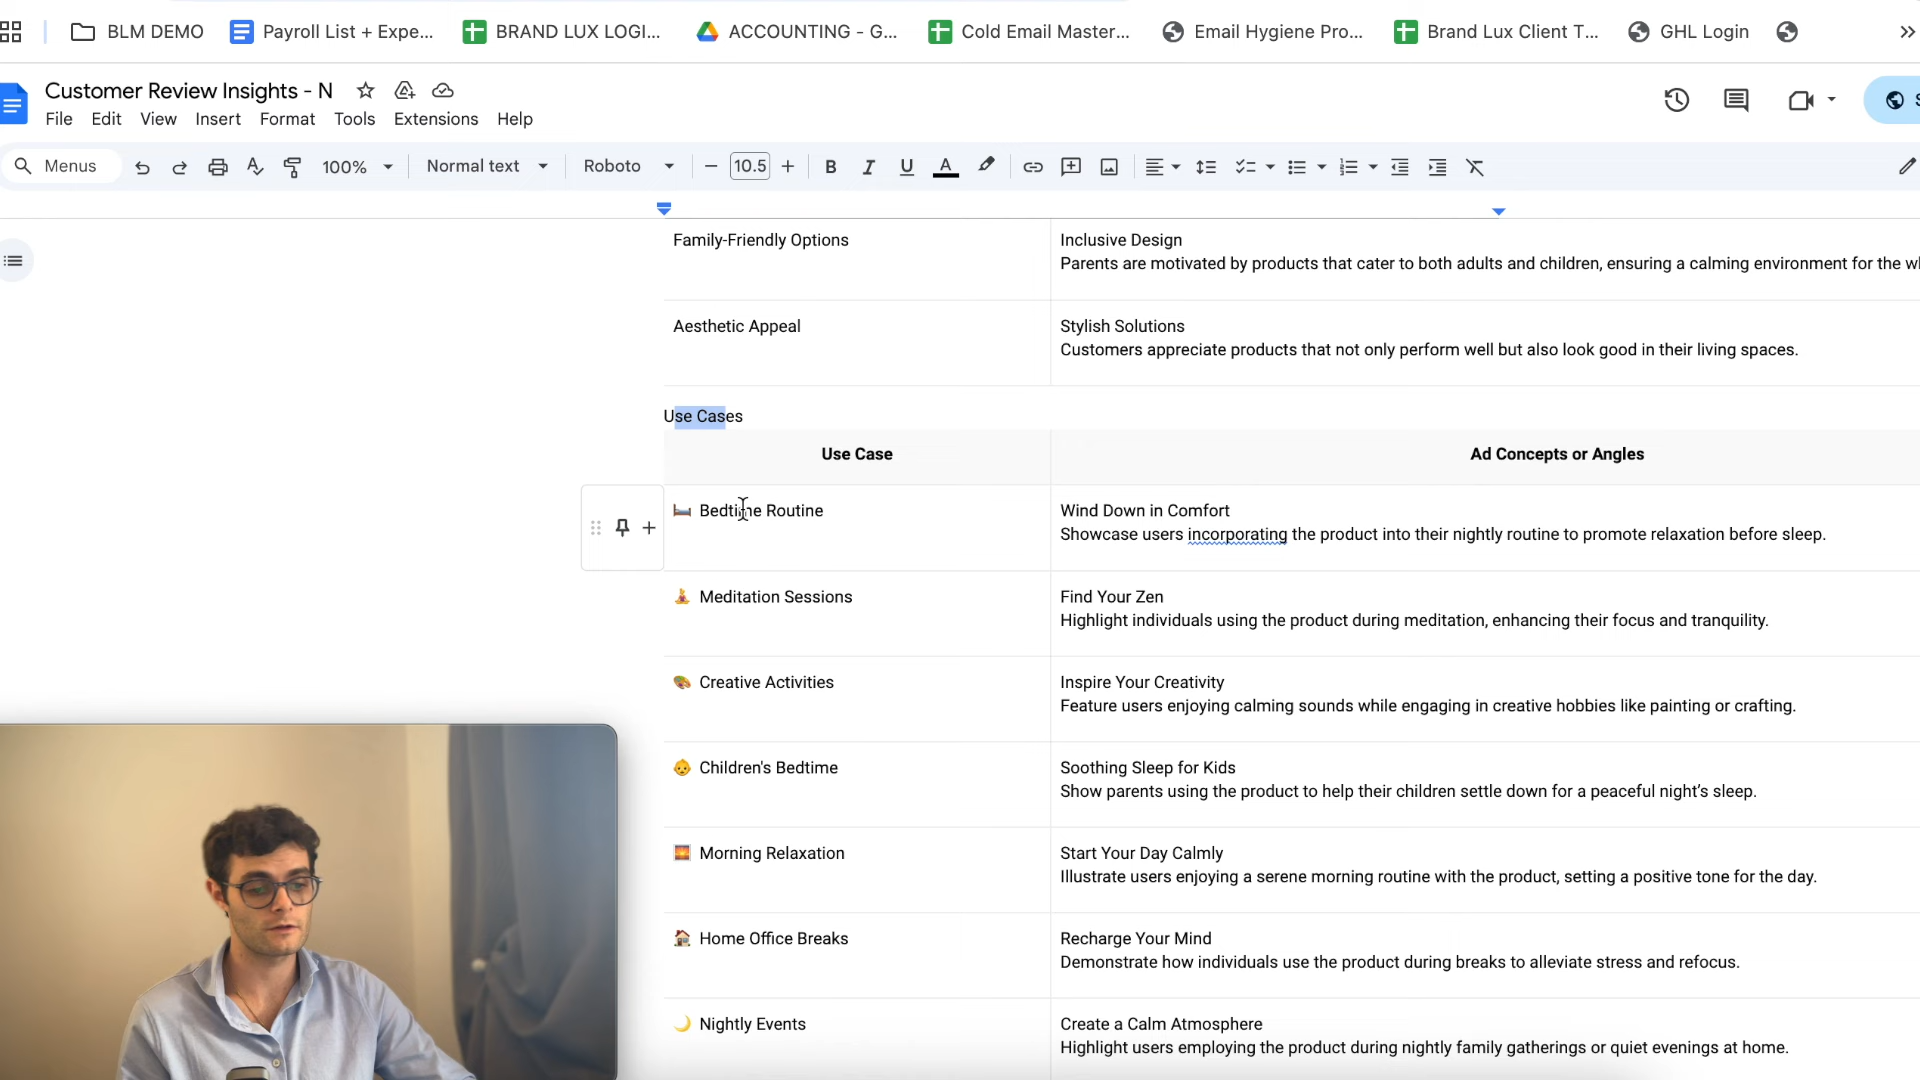 BLM DEMO
Payroll List + Expe...
BRAND LUX LOGI...
ACCOUNTING - G...
Cold Email Master...
Email Hygiene Pro...
Brand Lux Client T...
GHL Login
Customer Review Insights - N
File Edit View Insert Format Tools Extensions Help
Menus 100% Normal text Roboto 10.5
Family-Friendly Options
Inclusive Design
Parents are motivated by products that cater to both adults and children, ensuring a calming environment for the
Aesthetic Appeal
Stylish Solutions
Customers appreciate products that not only perform well but also look good in their living spaces.
Use Cases
Use Case
Ad Concepts or Angles
🛏️ Bedtime Routine
Wind Down in Comfort
Showcase users incorporating the product into their nightly routine to promote relaxation before sleep.
🧘 Meditation Sessions
Find Your Zen
Highlight individuals using the product during meditation, enhancing their focus and tranquility.
🎨 Creative Activities
Inspire Your Creativity
Feature users enjoying calming sounds while engaging in creative hobbies like painting or crafting.
👶 Children's Bedtime
Soothing Sleep for Kids
Show parents using the product to help their children settle down for a peaceful night's sleep.
🌅 Morning Relaxation
Start Your Day Calmly
Illustrate users enjoying a serene morning routine with the product, setting a positive tone for the day.
🏠 Home Office Breaks
Recharge Your Mind
Demonstrate how individuals use the product during breaks to alleviate stress and refocus.
🌙 Nightly Events
Create a Calm Atmosphere
Highlight users employing the product during nightly family gatherings or quiet evenings at home.